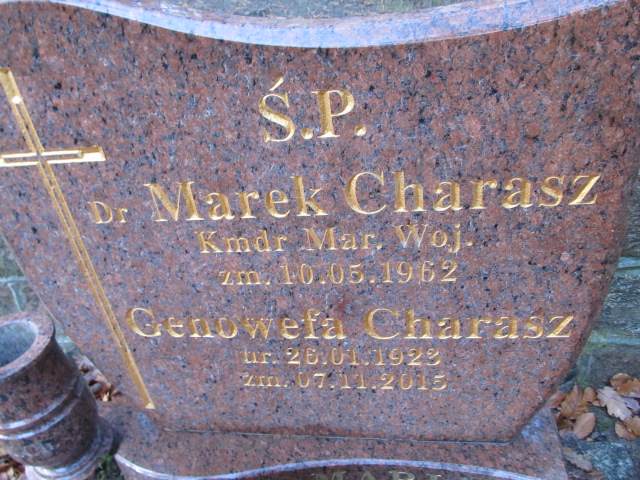 Ś.P.
Dr Marek Charasz
Kmdr Mar. Woj.
zm. 10.05.1962
Genowefa Charasz
ur. 26.01.1923
zm. 07.11.2015